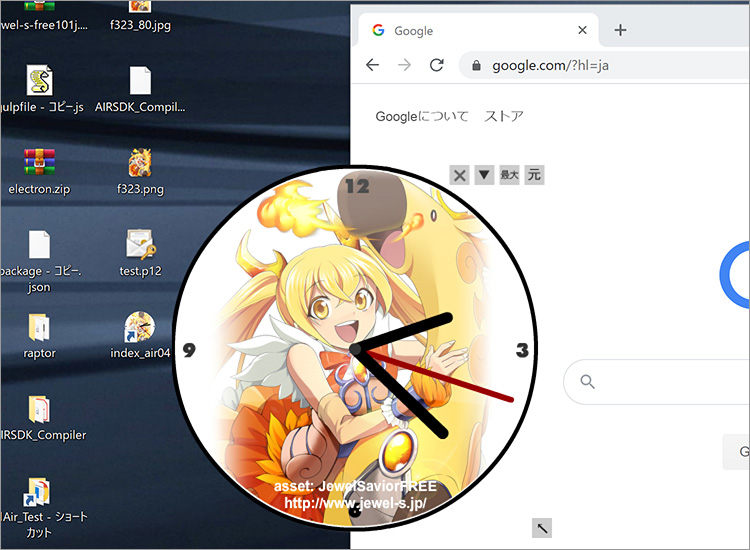 wel-s-free101j....
f323_80.jpg
gulpfile - コピー.js
AIRSDK_Compil...
electron.zip
f323.png
package - コピー.
json
test.p12
raptor
index_air04
AIRSDK_Compiler
Air_Test - ショート
カット
Google
google.com/?hl=ja
Googleについて ストア
最大 元
12
9
3
asset: JewelSaviorFREE
http://www.jewel-s.jp/
G